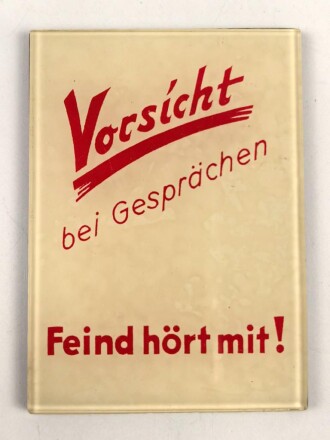 Vorsicht
bei Gesprächen
Feind hört mit!